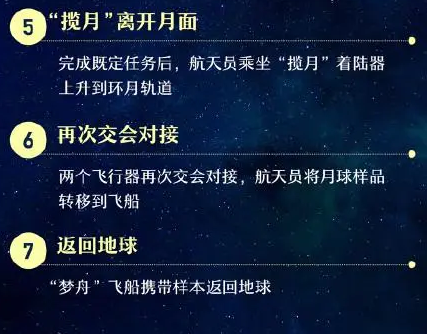 5 “揽月”离开月面
完成既定任务后，航天员乘坐“揽月”着陆器
上升到环月轨道
6 再次交会对接
两个飞行器再次交会对接，航天员将月球样品
转移到飞船
7 返回地球
“梦舟”飞船携带样本返回地球